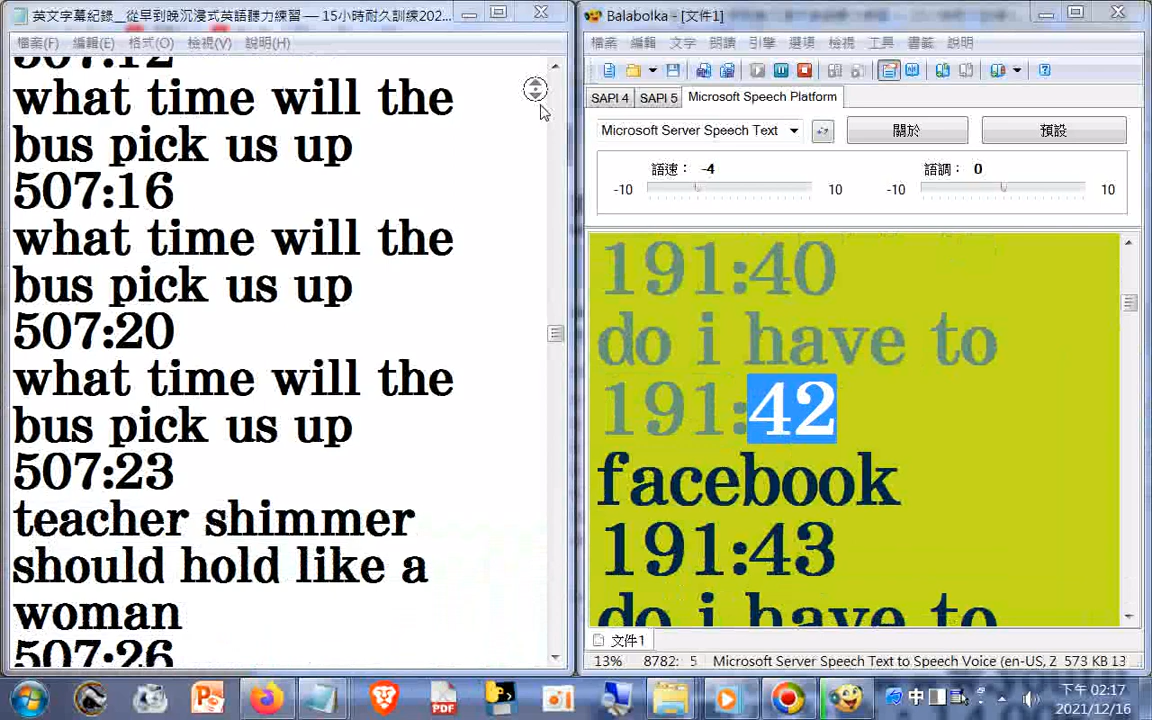 英文字幕紀錄__從早到晚沉浸式英語聽力練習 — 15小時耐久訓練202...
檔案(F) 編輯(E) 格式(O) 檢視(V) 說明(H)
507:12
what time will the
bus pick us up
507:16
what time will the
bus pick us up
507:20
what time will the
bus pick us up
507:23
teacher shimmer
should hold like a
woman
507:26
Balabolka - [文件1]
檔案 編輯 文字 朗讀 引擎 選項 檢視 工具 書籤 說明
SAPI 4 SAPI 5 Microsoft Speech Platform
Microsoft Server Speech Text 關於 預設
語速： -4 語調： 0
-10 10 -10 10
191:40
do i have to
191:42
facebook
191:43
do i have to
文件1
13% 8782: 5 Microsoft Server Speech Text to Speech Voice (en-US, Z 573 KB 13
PDF 中 下午 02:17
2021/12/16